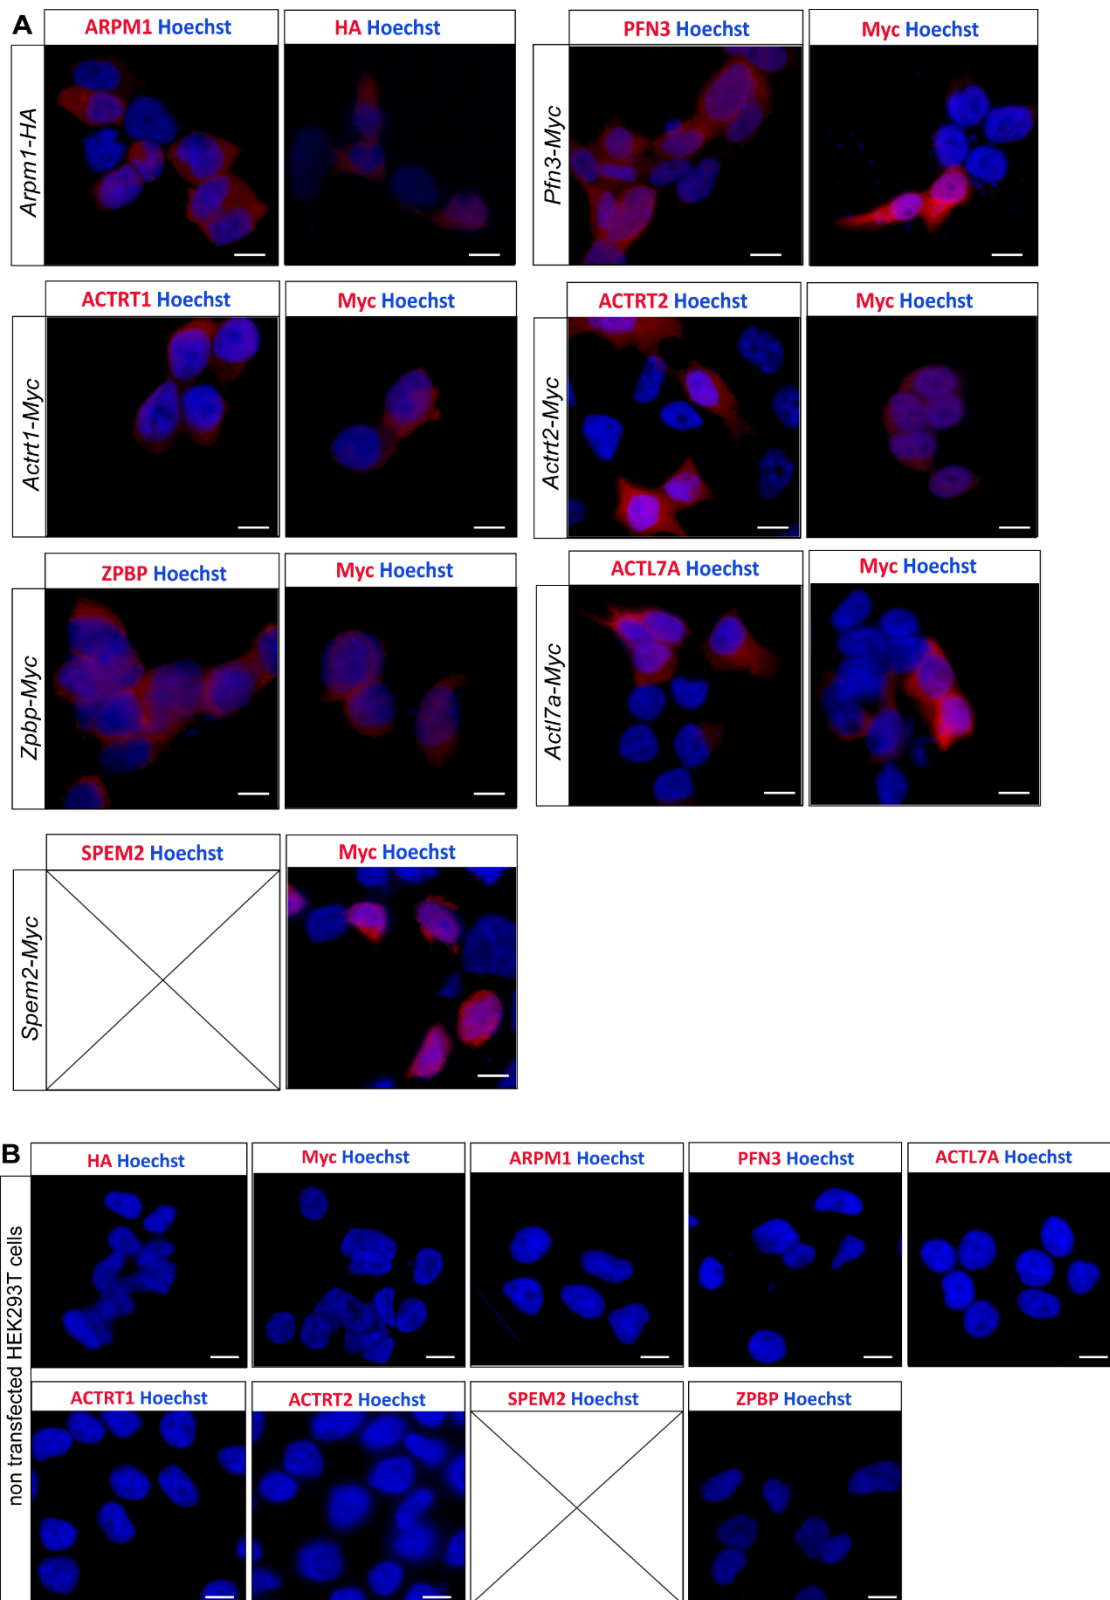 A
ARPM1 Hoechst
HA Hoechst
PFN3 Hoechst
Myc Hoechst
Arpm1-HA
Pfn3-Myc
ACTRT1 Hoechst
Myc Hoechst
ACTRT2 Hoechst
Myc Hoechst
Actrt1-Myc
Actrt2-Myc
ZPBP Hoechst
Myc Hoechst
ACTL7A Hoechst
Myc Hoechst
Zpbp-Myc
Actl7a-Myc
SPEM2 Hoechst
Myc Hoechst
Spem2-Myc
B
HA Hoechst
Myc Hoechst
ARPM1 Hoechst
PFN3 Hoechst
ACTL7A Hoechst
non transfected HEK293T cells
ACTRT1 Hoechst
ACTRT2 Hoechst
SPEM2 Hoechst
ZPBP Hoechst